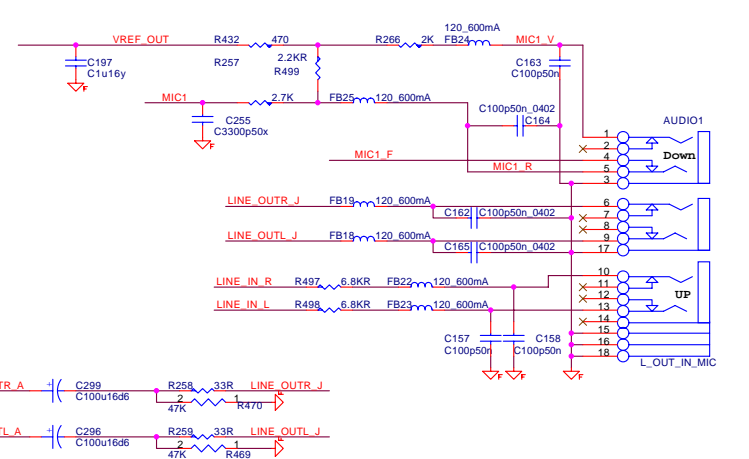 120_600mA
VREF_OUT R432 470 R266 2K FB24 MIC1_V
C197 C1u16y R257 2.2KR R499 C163 C100p50n
MIC1 2.7K FB25 120_600mA
C255 C3300p50x C100p50n_0402 C164 AUDIO1
1
2 Down
MIC1_F 4
MIC1_R 5
3
LINE_OUTR_J FB19 120_600mA 6
C162 C100p50n_0402 7
8
LINE_OUTL_J FB18 120_600mA 9
C165 C100p50n_0402 17
10
LINE_IN_R R497 6.8KR FB22 120_600mA 11
12 UP
LINE_IN_L R498 6.8KR FB23 120_600mA 13
14
15
C157 C100p50n C158 C100p50n 16
18
L_OUT_IN_MIC
F F F F F
TR_A + C299 C100u16d6 R258 33R LINE_OUTR_J
2 47K 1 R470 F
TL_A + C296 C100u16d6 R259 33R LINE_OUTL_J
2 47K 1 R469 F